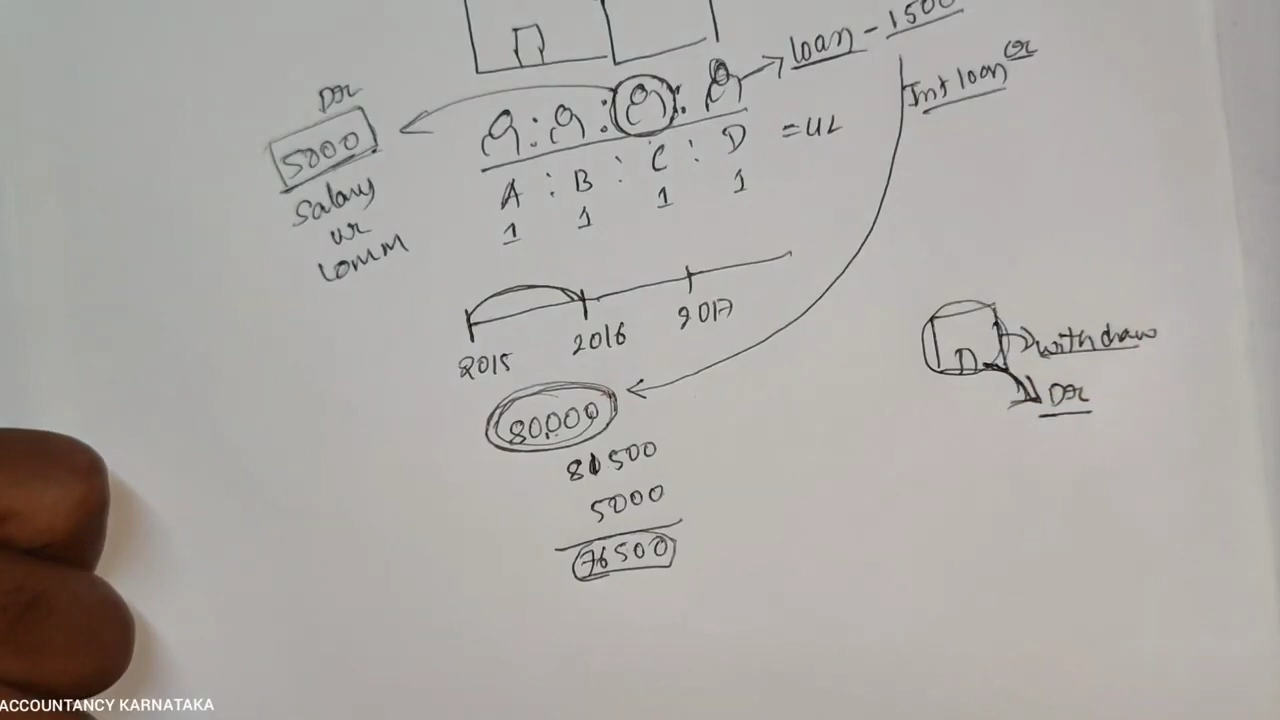 loan - 1500
Int loan Cr
Dr
5000
Salary
or
comm
A : B : C : D = 4L
1 1 1 1
2015 2016 2017
80,000
81500
5000
76500
D
withdraw
Dr
ACCOUNTANCY KARNATAKA